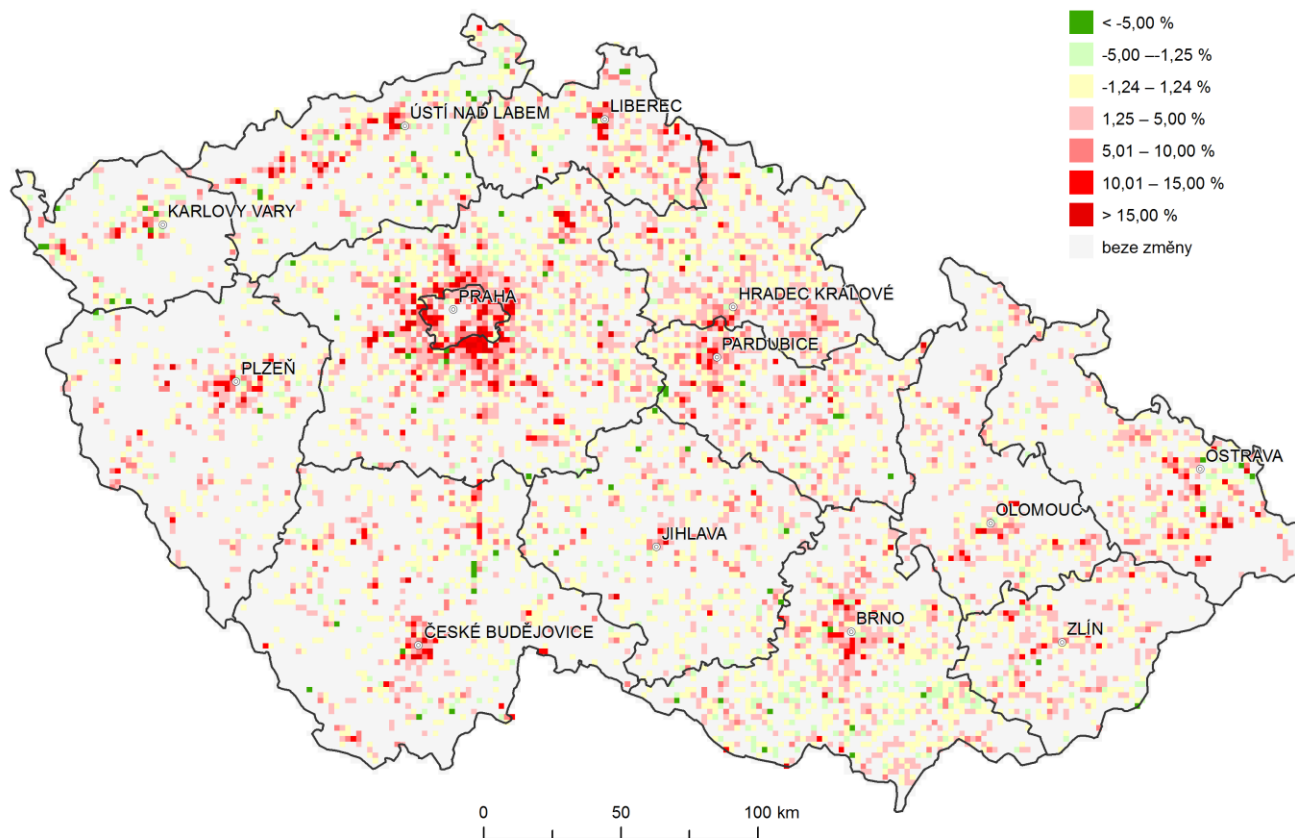 < -5,00 %
-5,00 –-1,25 %
-1,24 – 1,24 %
1,25 – 5,00 %
5,01 – 10,00 %
10,01 – 15,00 %
> 15,00 %
beze změny
ÚSTÍ NAD LABEM
LIBEREC
KARLOVY VARY
PRAHA
HRADEC KRÁLOVÉ
PARDUBICE
PLZEŇ
OSTRAVA
OLOMOUC
JIHLAVA
ČESKÉ BUDĚJOVICE
BRNO
ZLÍN
0 50 100 km